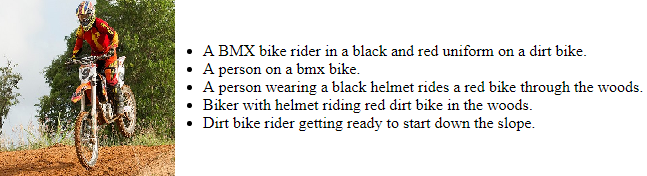 A BMX bike rider in a black and red uniform on a dirt bike.
A person on a bmx bike.
A person wearing a black helmet rides a red bike through the woods.
Biker with helmet riding red dirt bike in the woods.
Dirt bike rider getting ready to start down the slope.